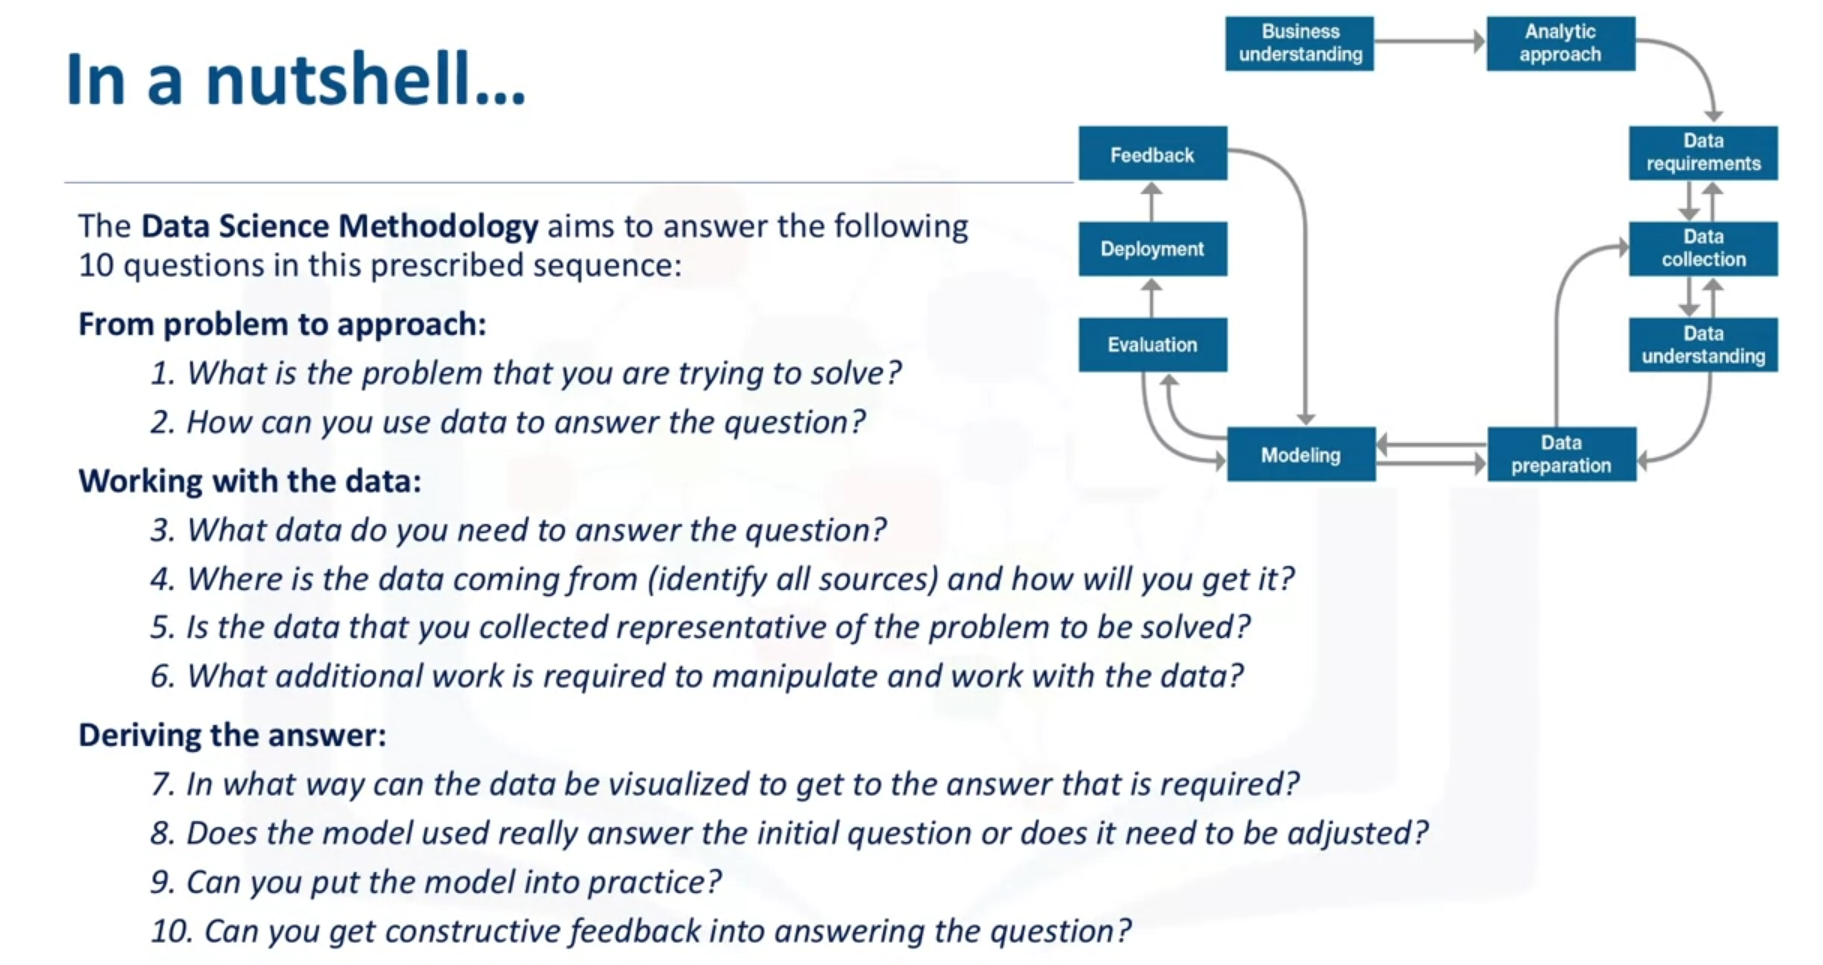 In a nutshell...
The Data Science Methodology aims to answer the following
10 questions in this prescribed sequence:
From problem to approach:
1. What is the problem that you are trying to solve?
2. How can you use data to answer the question?
Working with the data:
3. What data do you need to answer the question?
4. Where is the data coming from (identify all sources) and how will you get it?
5. Is the data that you collected representative of the problem to be solved?
6. What additional work is required to manipulate and work with the data?
Deriving the answer:
7. In what way can the data be visualized to get to the answer that is required?
8. Does the model used really answer the initial question or does it need to be adjusted?
9. Can you put the model into practice?
10. Can you get constructive feedback into answering the question?
Business
understanding
Analytic
approach
Data
requirements
Data
collection
Data
understanding
Data
preparation
Modeling
Evaluation
Deployment
Feedback